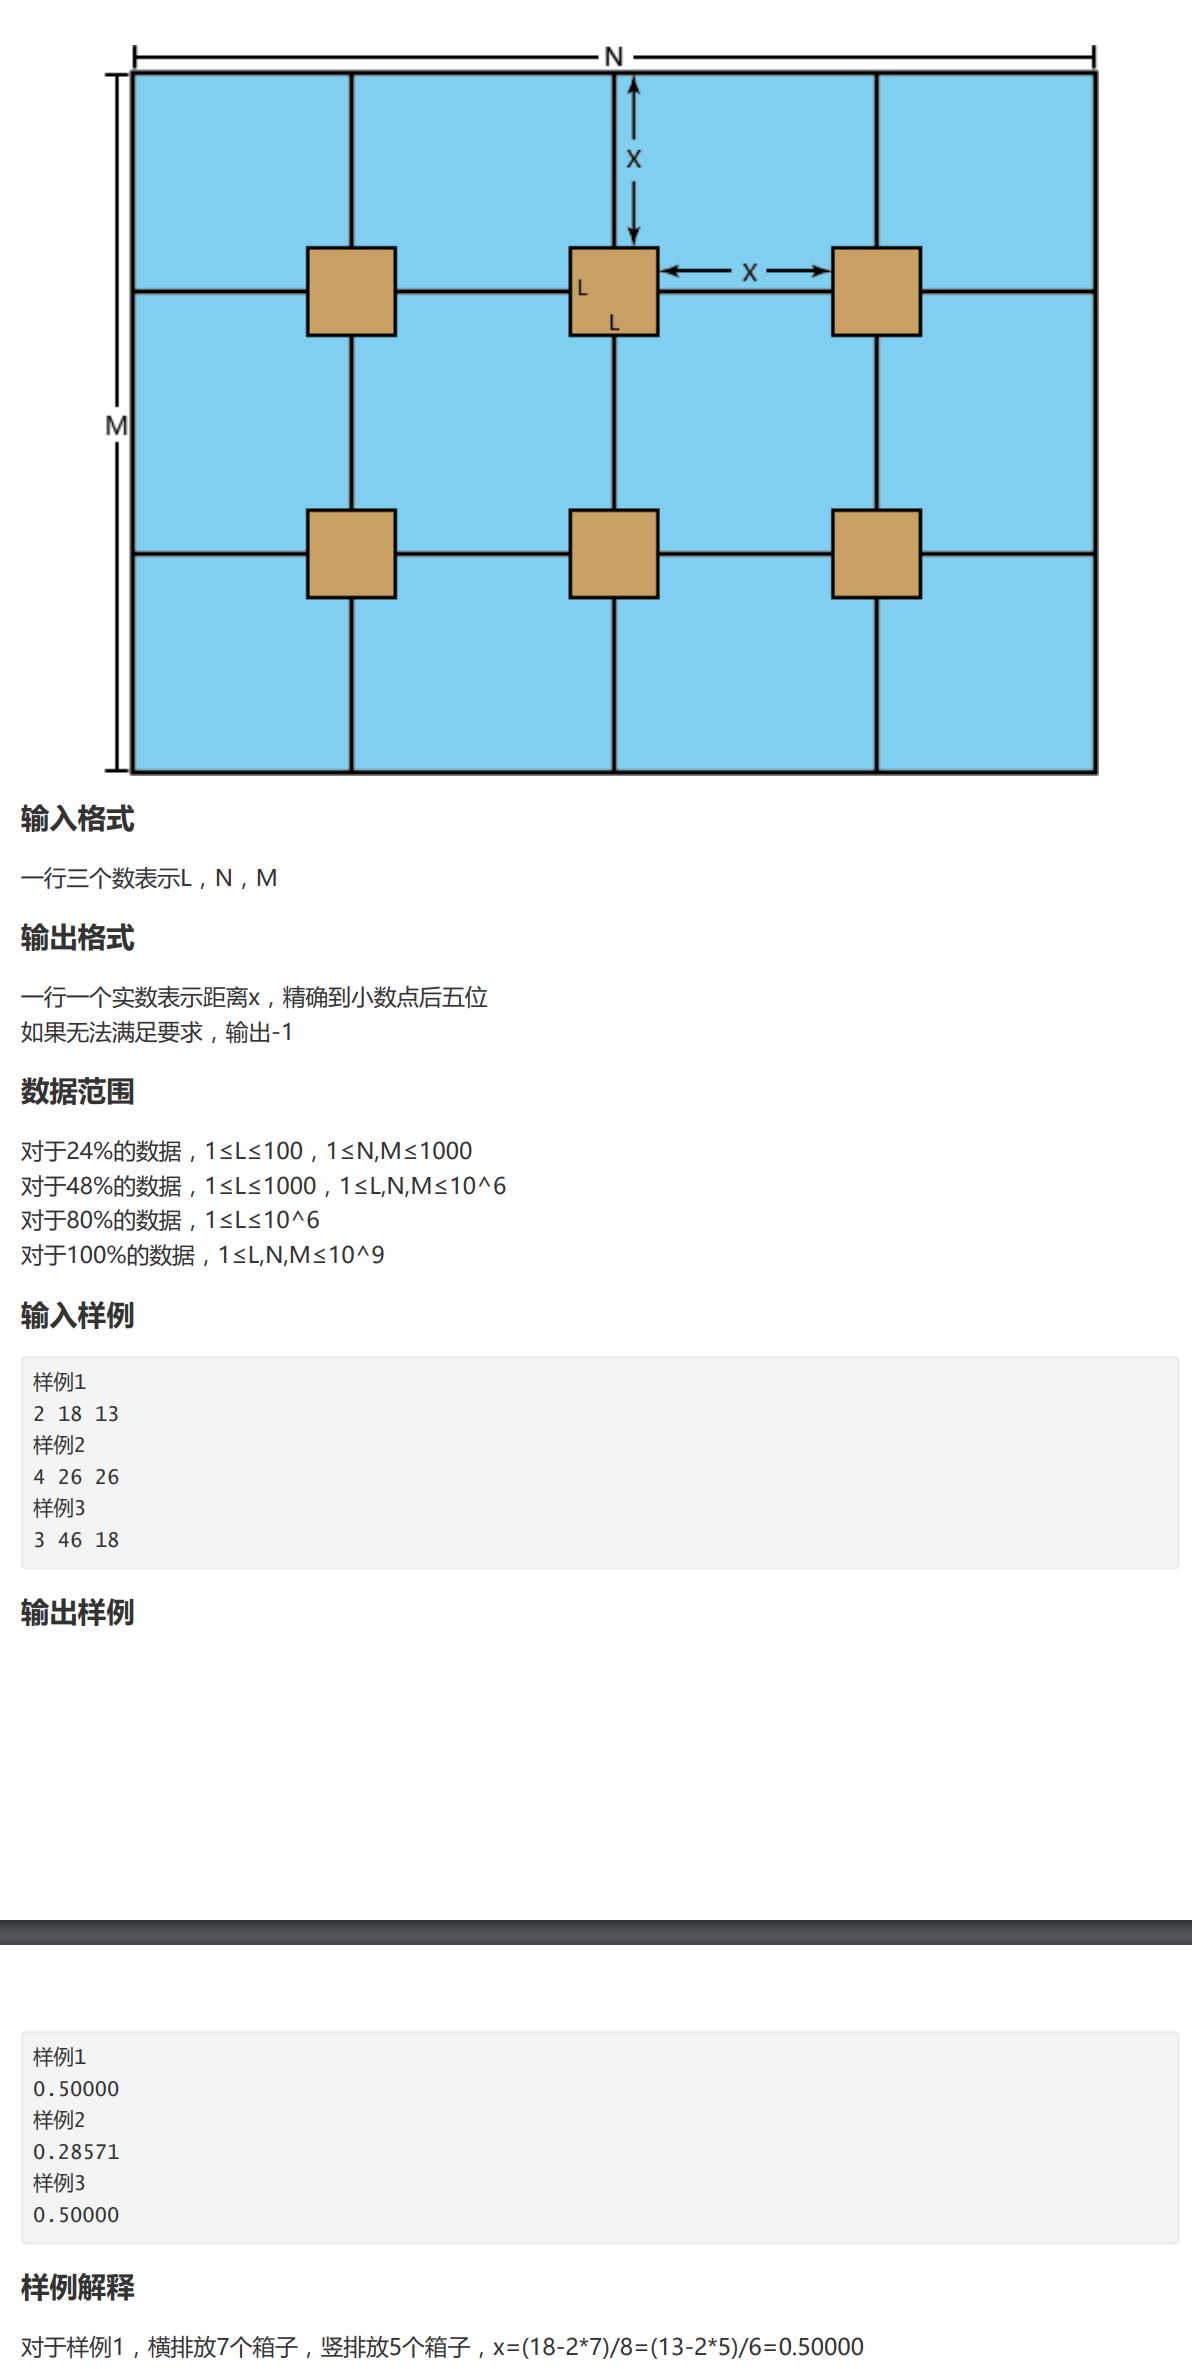 N
X
X
L
L
M
输入格式
一行三个数表示L，N，M
输出格式
一行一个实数表示距离x，精确到小数点后五位
如果无法满足要求，输出-1
数据范围
对于24%的数据，1≤L≤100，1≤N,M≤1000
对于48%的数据，1≤L≤1000，1≤L,N,M≤10^6
对于80%的数据，1≤L≤10^6
对于100%的数据，1≤L,N,M≤10^9
输入样例
样例1
2 18 13
样例2
4 26 26
样例3
3 46 18
输出样例
样例1
0.50000
样例2
0.28571
样例3
0.50000
样例解释
对于样例1，横排放7个箱子，竖排放5个箱子，x=(18-2*7)/8=(13-2*5)/6=0.50000